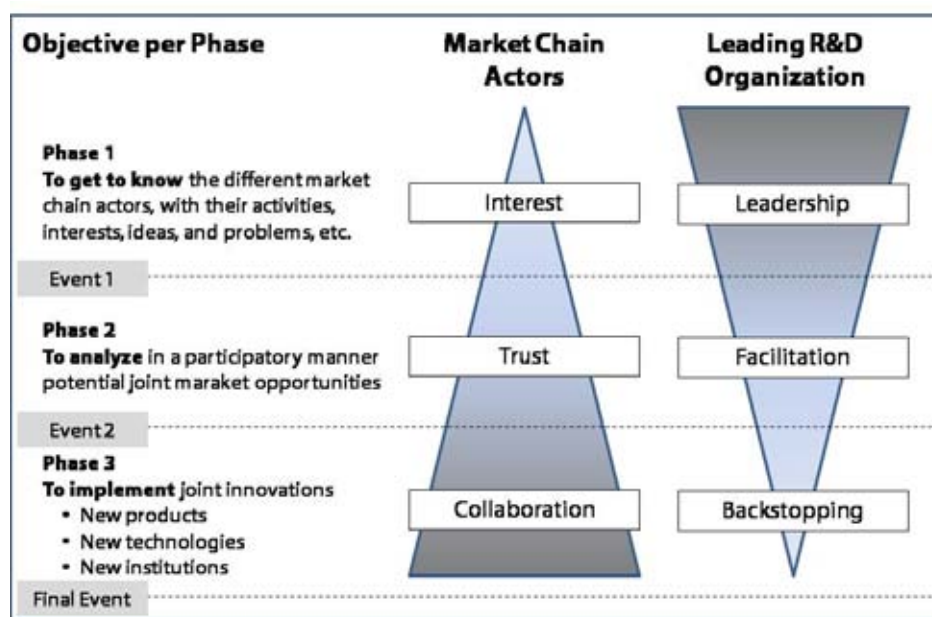 Objective per Phase
Market Chain
Actors
Leading R&D
Organization
Phase 1
To get to know the different market
chain actors, with their activities,
interests, ideas, and problems, etc.
Interest
Leadership
Event 1
Phase 2
To analyze in a participatory manner
potential joint maraket opportunities
Trust
Facilitation
Event 2
Phase 3
To implement joint innovations
• New products
• New technologies
• New institutions
Collaboration
Backstopping
Final Event